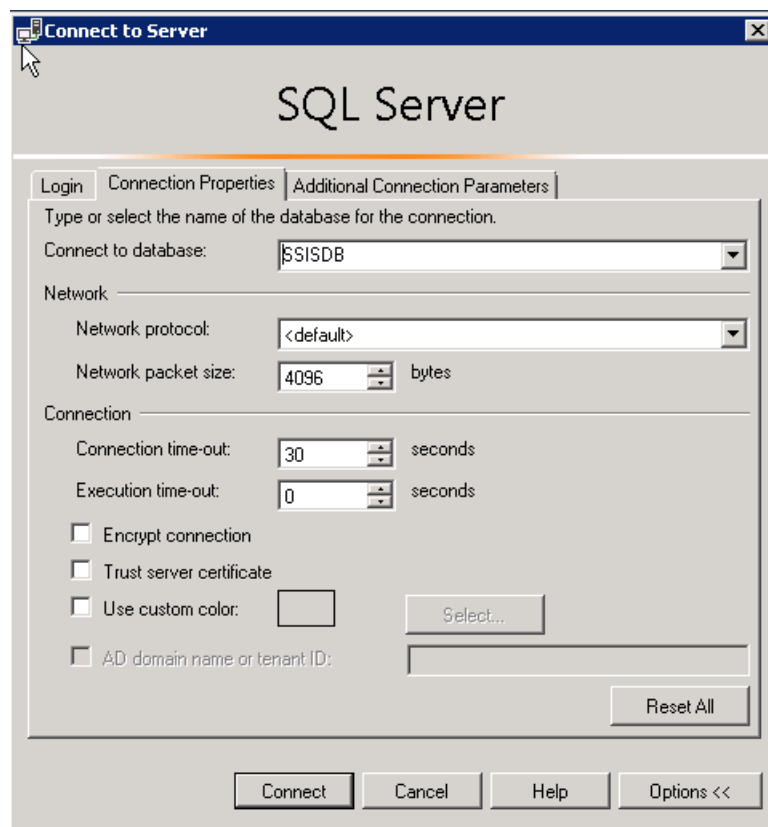 Connect to Server
SQL Server
Login Connection Properties Additional Connection Parameters
Type or select the name of the database for the connection.
Connect to database: SSISDB
Network
Network protocol: <default>
Network packet size: 4096 bytes
Connection
Connection time-out: 30 seconds
Execution time-out: 0 seconds
Encrypt connection
Trust server certificate
Use custom color: Select...
AD domain name or tenant ID:
Reset All
Connect Cancel Help Options <<